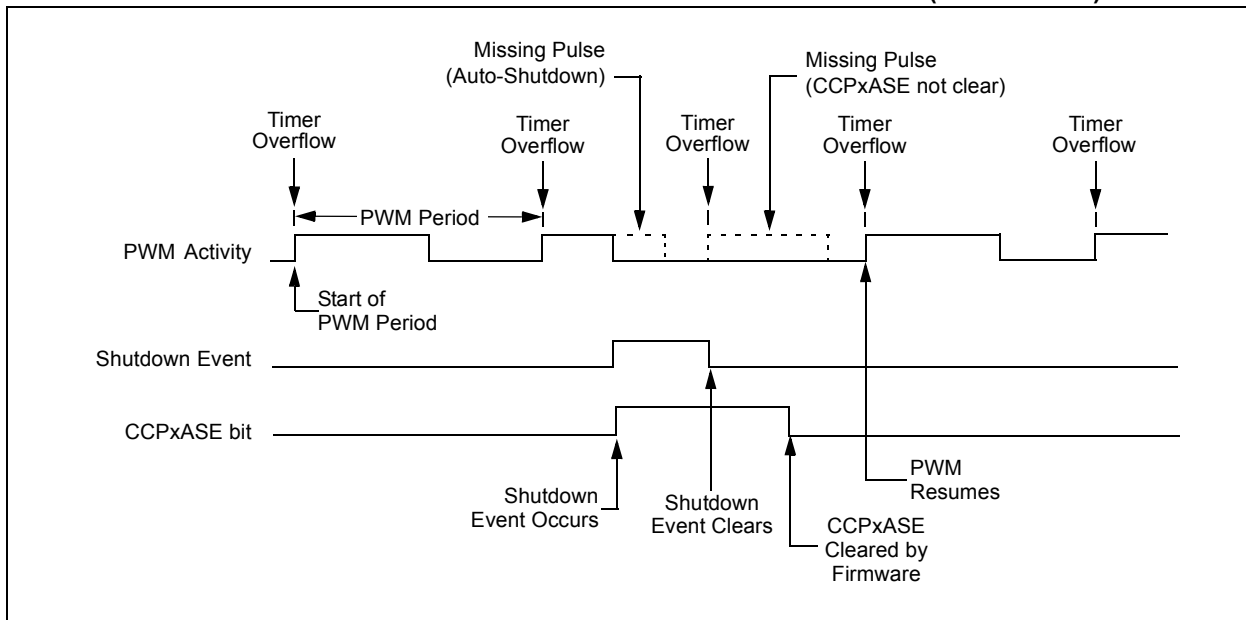 Missing Pulse
(Auto-Shutdown)
Missing Pulse
(CCPxASE not clear)
Timer
Overflow
Timer
Overflow
Timer
Overflow
Timer
Overflow
Timer
Overflow
PWM Period
PWM Activity
Start of
PWM Period
Shutdown Event
CCPxASE bit
Shutdown
Event Occurs
Shutdown
Event Clears
PWM
Resumes
CCPxASE
Cleared by
Firmware